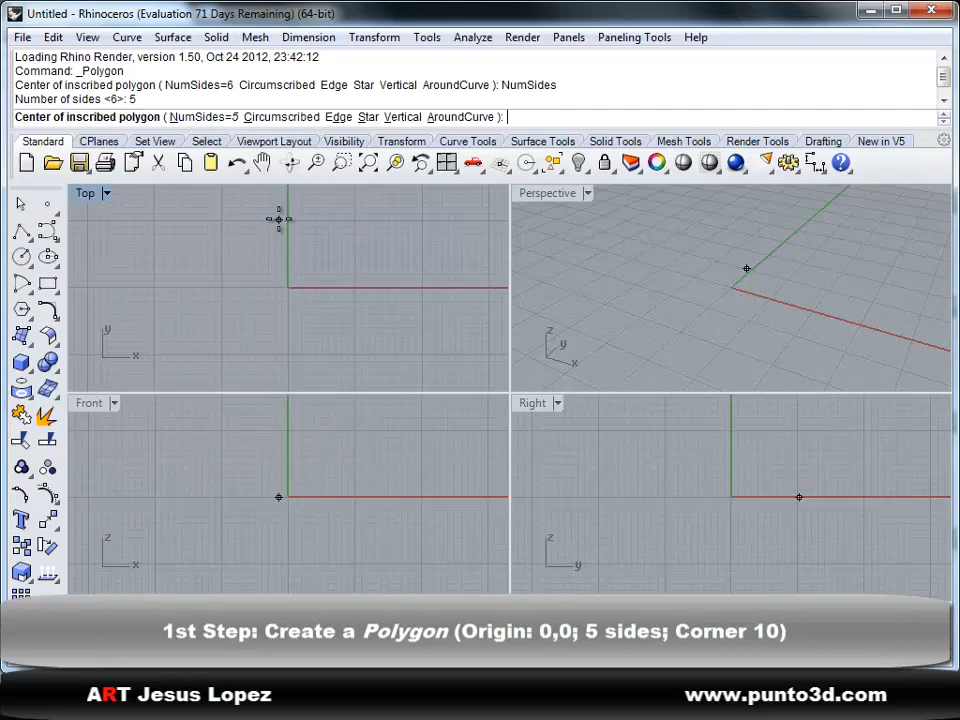 Untitled - Rhinoceros (Evaluation 71 Days Remaining) (64-bit)
File Edit View Curve Surface Solid Mesh Dimension Transform Tools Analyze Render Panels Paneling Tools Help
Loading Rhino Render, version 1.50, Oct 24 2012, 23:42:12
Command: _Polygon
Center of inscribed polygon ( NumSides=6 Circumscribed Edge Star Vertical AroundCurve ): NumSides
Number of sides <6>: 5
Center of inscribed polygon ( NumSides=5 Circumscribed Edge Star Vertical AroundCurve ):
Standard CPlanes Set View Select Viewport Layout Visibility Transform Curve Tools Surface Tools Solid Tools Mesh Tools Render Tools Drafting New in V5
Top
Perspective
y
x
z
y
x
Front
Right
z
x
z
y
1st Step: Create a Polygon (Origin: 0,0; 5 sides; Corner 10)
ART Jesus Lopez
www.punto3d.com